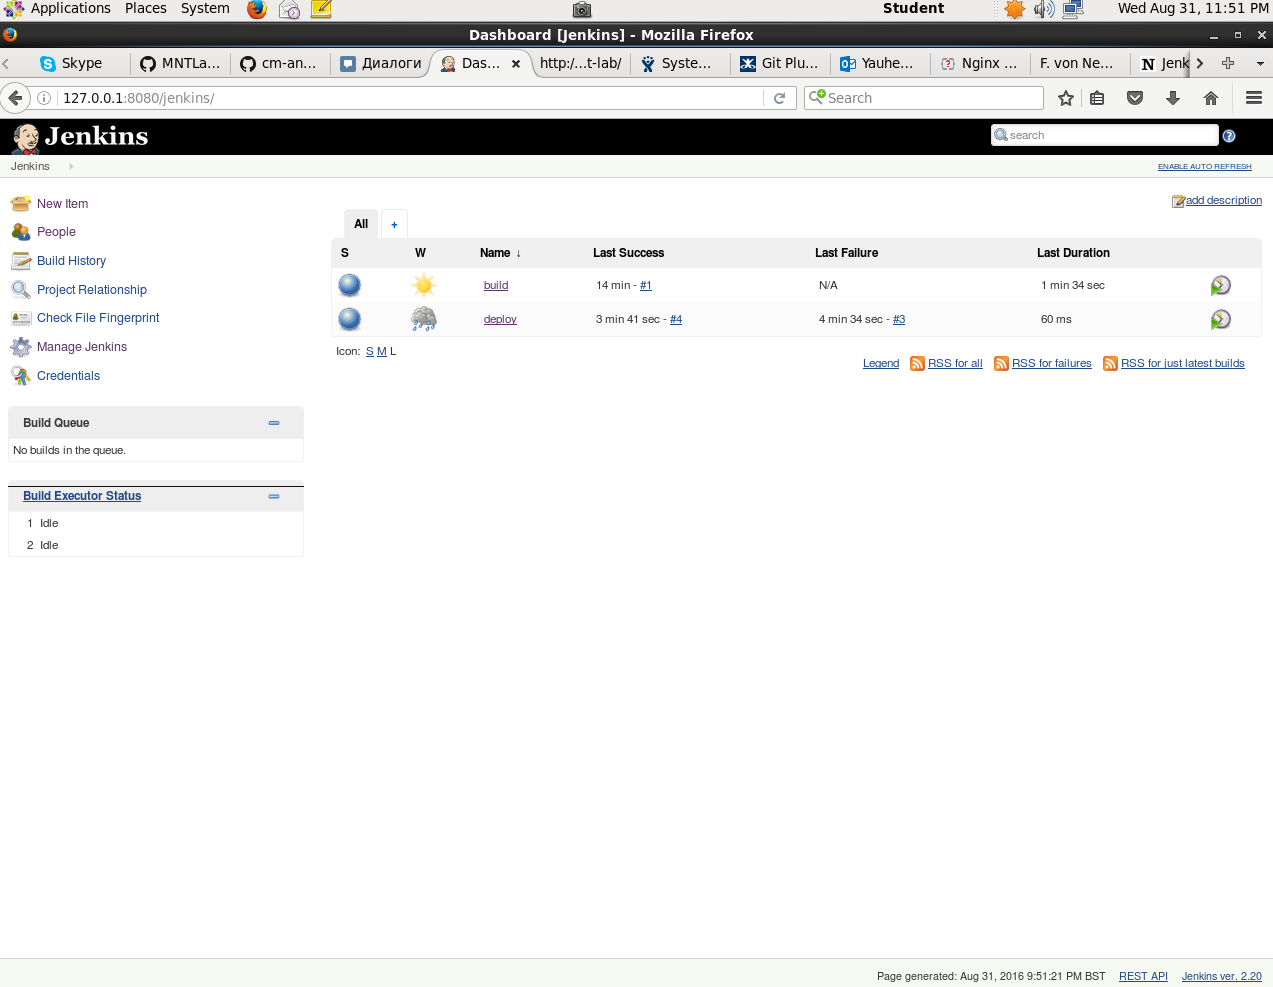 Applications Places System Student Wed Aug 31, 11:51 PM
Dashboard [Jenkins] - Mozilla Firefox
Skype MNTLa... cm-an... Диалоги Das... http:/...t-lab/ Syste... Git Plu... Yauhe... Nginx ... F. von Ne... Jenk
127.0.0.1:8080/jenkins/ Search
Jenkins search
Jenkins ENABLE AUTO REFRESH
add description
New Item
People
Build History
Project Relationship
Check File Fingerprint
Manage Jenkins
Credentials
Build Queue
No builds in the queue.
Build Executor Status
1 Idle
2 Idle
All +
S W Name ↓ Last Success Last Failure Last Duration
build 14 min - #1 N/A 1 min 34 sec
deploy 3 min 41 sec - #4 4 min 34 sec - #3 60 ms
Icon: S M L
Legend RSS for all RSS for failures RSS for just latest builds
Page generated: Aug 31, 2016 9:51:21 PM BST REST API Jenkins ver. 2.20